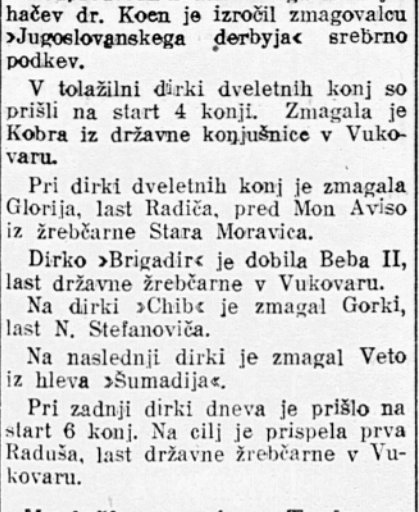 hačev dr. Koen je izročil zmagovalcu
›Jugoslovanskega derbyja‹ srebrno
podkev.
V tolažilni dirki dveletnih konj so
prišli na start 4 konji. Zmagala je
Kobra iz državne konjušnice v Vuko-
varu.
Pri dirki dveletnih konj je zmagala
Glorija, last Radiča, pred Mon Aviso
iz žrebčarne Stara Moravica.
Dirko ›Brigadir‹ je dobila Beba II,
last državne žrebčarne v Vukovaru.
Na dirki ›Chib‹ je zmagal Gorki,
last N. Stefanoviča.
Na naslednji dirki je zmagal Veto
iz hleva ›Šumadija«.
Pri zadnji dirki dneva je prišlo na
start 6 konj. Na cilj je prispela prva
Raduša, last državne žrebčarne v Vu-
kovaru.